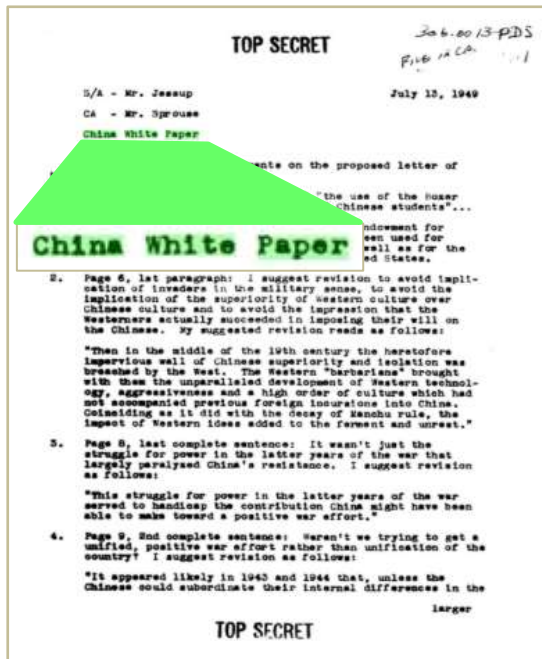 TOP SECRET
306.0013-PDS
FILE IN CA
S/A - Mr. Jessup
July 13, 1949
CA - Mr. Sprouse
China White Paper
ents on the proposed letter of
"the use of the Boxer
Chinese students"...
ndowment for
een used for
well as for the
ed States.
China White Paper
2. Page 6, 1st paragraph: I suggest revision to avoid impli-
cation of invaders in the military sense, to avoid the
implication of the superiority of Western culture over
Chinese culture and to avoid the impression that the
Westerners actually succeeded in imposing their will on
the Chinese. My suggested revision reads as follows:
"Then in the middle of the 19th century the heretofore
impervious wall of Chinese superiority and isolation was
breached by the West. The Western "barbarians" brought
with them the unparalleled development of Western technol-
ogy, aggressiveness and a high order of culture which had
not accompanied previous foreign incursions into China.
Coinciding as it did with the decay of Manchu rule, the
impact of Western ideas added to the ferment and unrest."
3. Page 8, last complete sentence: It wasn't just the
struggle for power in the latter years of the war that
largely paralyzed China's resistance. I suggest revision
as follows:
"This struggle for power in the latter years of the war
served to handicap the contribution China might have been
able to make toward a positive war effort."
4. Page 9, 2nd complete sentence: Weren't we trying to get a
unified, positive war effort rather than unification of the
country? I suggest revision as follows:
"It appeared likely in 1943 and 1944 that, unless the
Chinese could subordinate their internal differences in the
larger
TOP SECRET